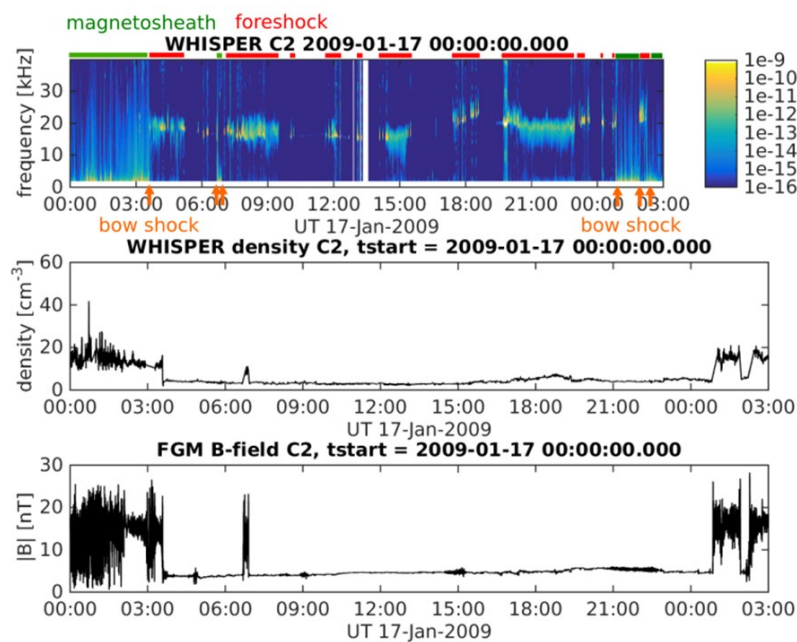 magnetosheath foreshock
WHISPER C2 2009-01-17 00:00:00.000
frequency [kHz]
30
20
10
0
00:00 03:00 06:00 09:00 12:00 15:00 18:00 21:00 00:00 03:00
UT 17-Jan-2009
bow shock bow shock
1e-9
1e-10
1e-11
1e-12
1e-13
1e-14
1e-15
1e-16
WHISPER density C2, tstart = 2009-01-17 00:00:00.000
density [cm-3]
60
40
20
0
00:00 03:00 06:00 09:00 12:00 15:00 18:00 21:00 00:00 03:00
UT 17-Jan-2009
FGM B-field C2, tstart = 2009-01-17 00:00:00.000
|B| [nT]
30
20
10
0
00:00 03:00 06:00 09:00 12:00 15:00 18:00 21:00 00:00 03:00
UT 17-Jan-2009